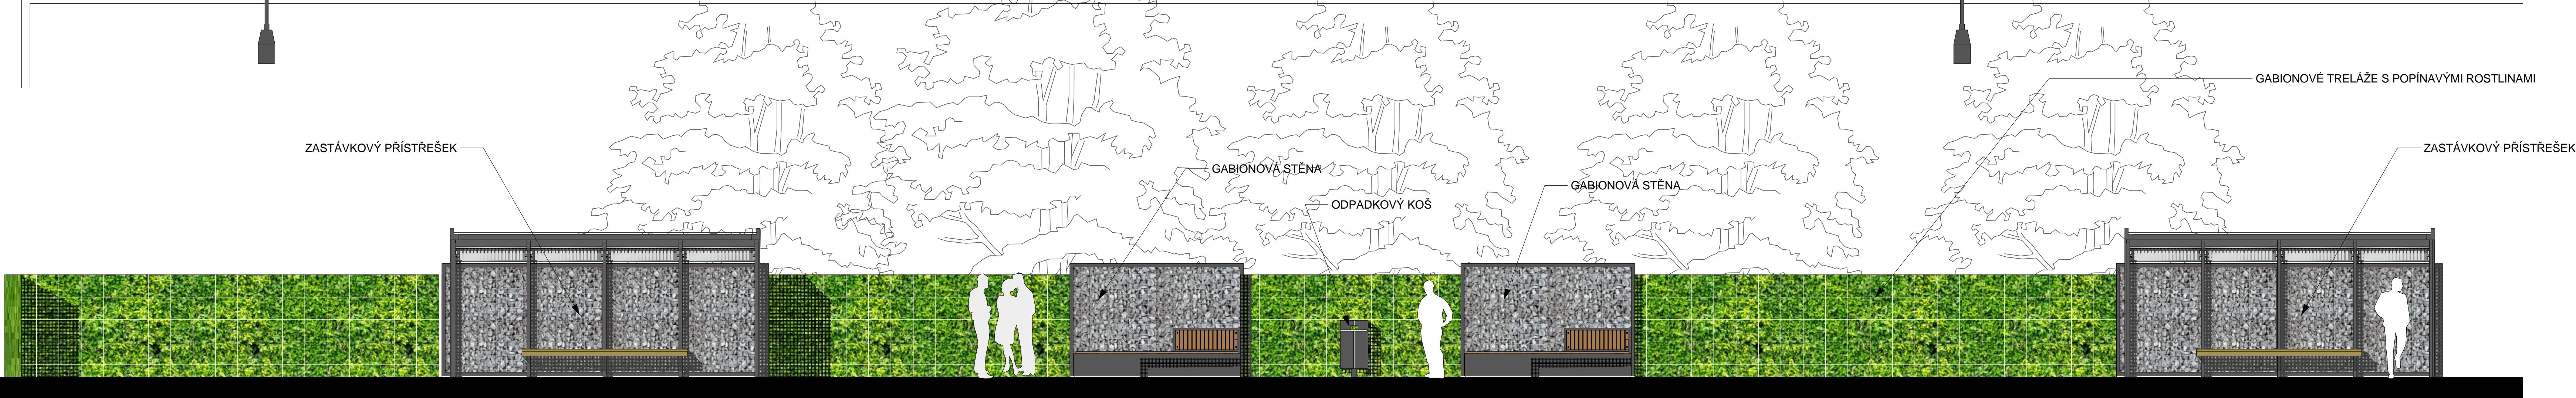 GABIONOVÉ TRELÁŽE S POPÍNAVÝMI ROSTLINAMI
ZASTÁVKOVÝ PŘÍSTŘEŠEK
ZASTÁVKOVÝ PŘÍSTŘEŠEK
GABIONOVÁ STĚNA
GABIONOVÁ STĚNA
ODPADKOVÝ KOŠ